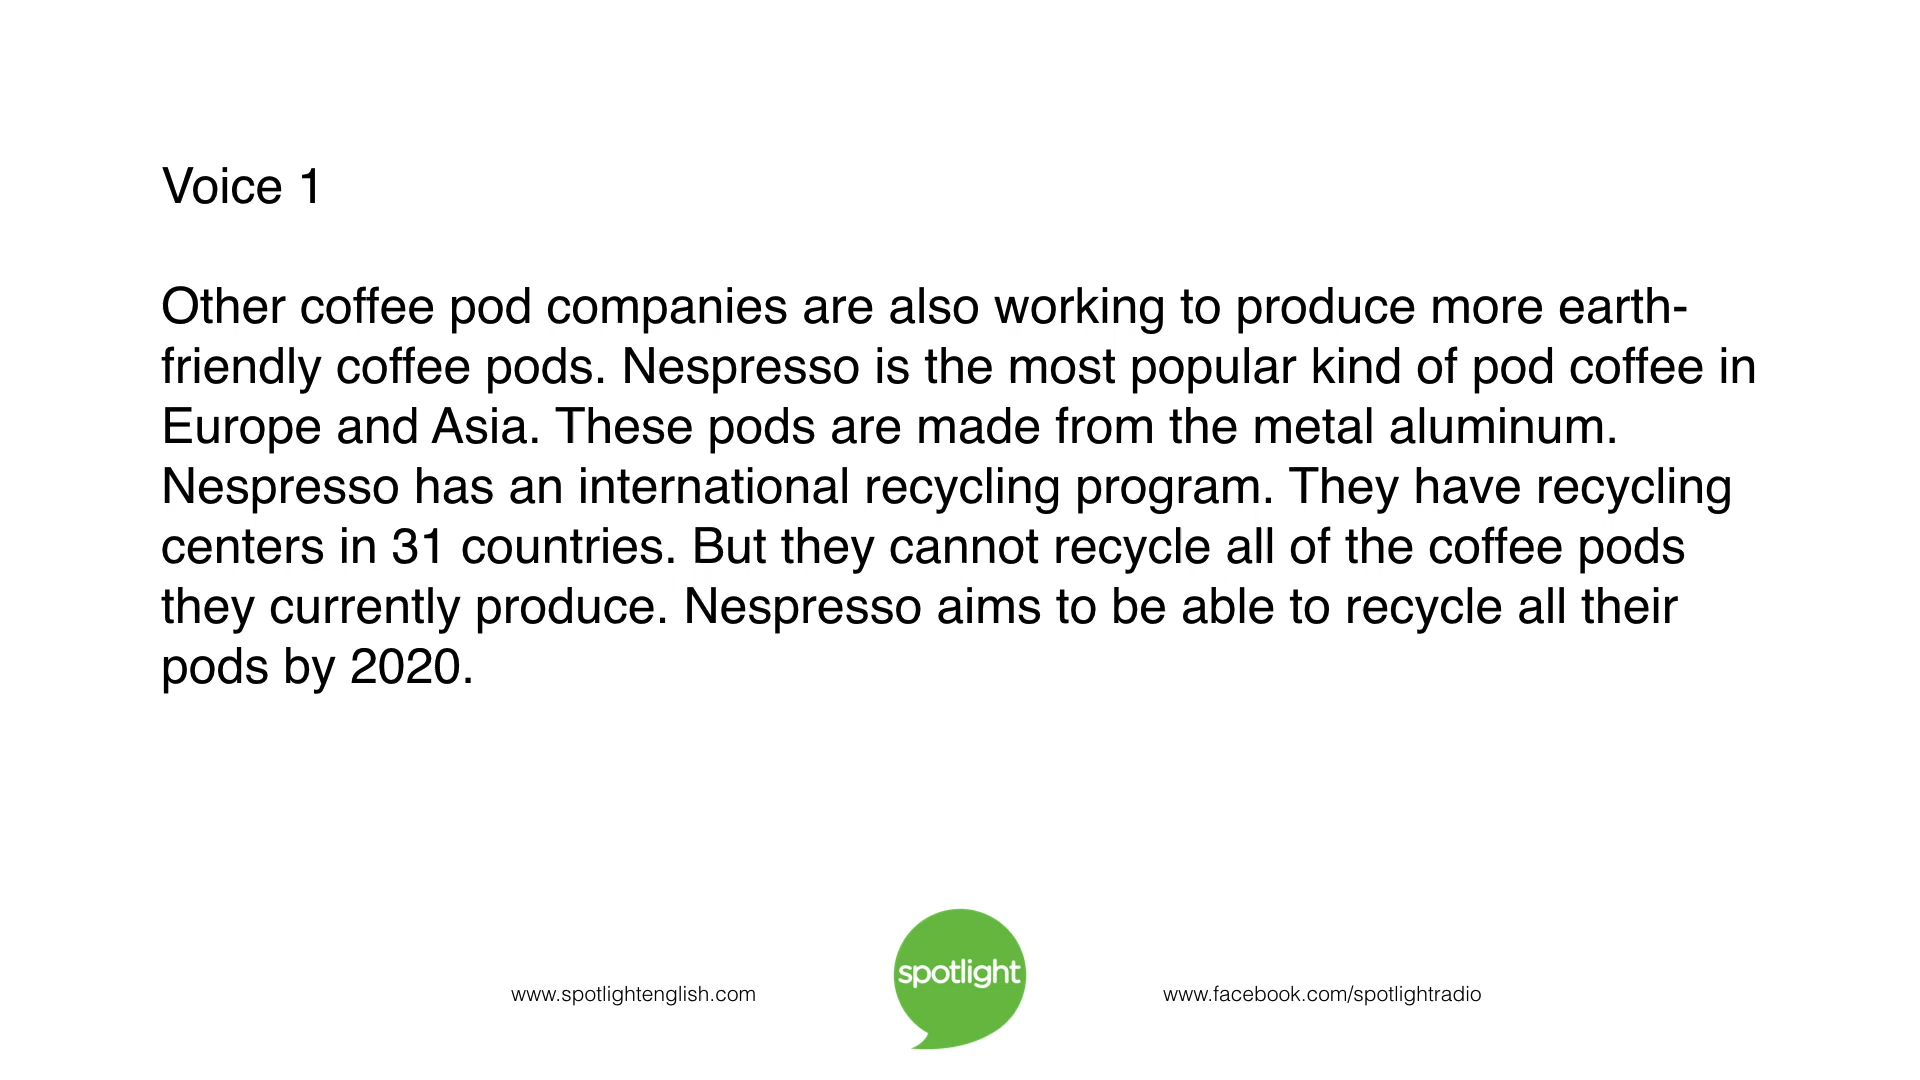 Voice 1
Other coffee pod companies are also working to produce more earth-
friendly coffee pods. Nespresso is the most popular kind of pod coffee in
Europe and Asia. These pods are made from the metal aluminum.
Nespresso has an international recycling program. They have recycling
centers in 31 countries. But they cannot recycle all of the coffee pods
they currently produce. Nespresso aims to be able to recycle all their
pods by 2020.
spotlight
www.spotlightenglish.com
www.facebook.com/spotlightradio